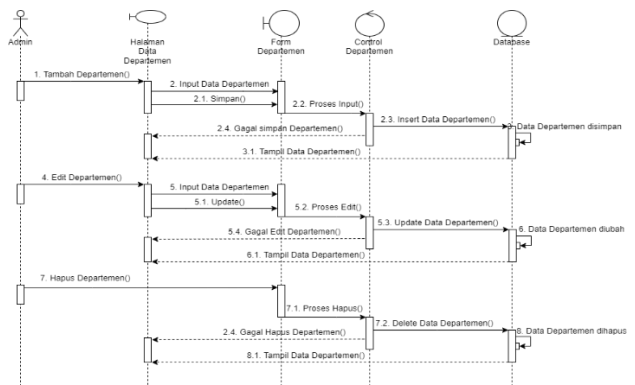 Admin
Halaman
Data
Departemen
Form
Departemen
Control
Departemen
Database
1. Tambah Departemen()
2. Input Data Departemen
2.1. Simpan()
2.2. Proses Input()
2.3. Insert Data Departemen()
3. Data Departemen disimpan
2.4. Gagal simpan Departemen()
3.1. Tampil Data Departemen()
4. Edit Departemen()
5. Input Data Departemen
5.1. Update()
5.2. Proses Edit()
5.3. Update Data Departemen()
6. Data Departemen diubah
5.4. Gagal Edit Departemen()
6.1. Tampil Data Departemen()
7. Hapus Departemen()
7.1. Proses Hapus()
7.2. Delete Data Departemen()
8. Data Departemen dihapus
2.4. Gagal Hapus Departemen()
8.1. Tampil Data Departemen()